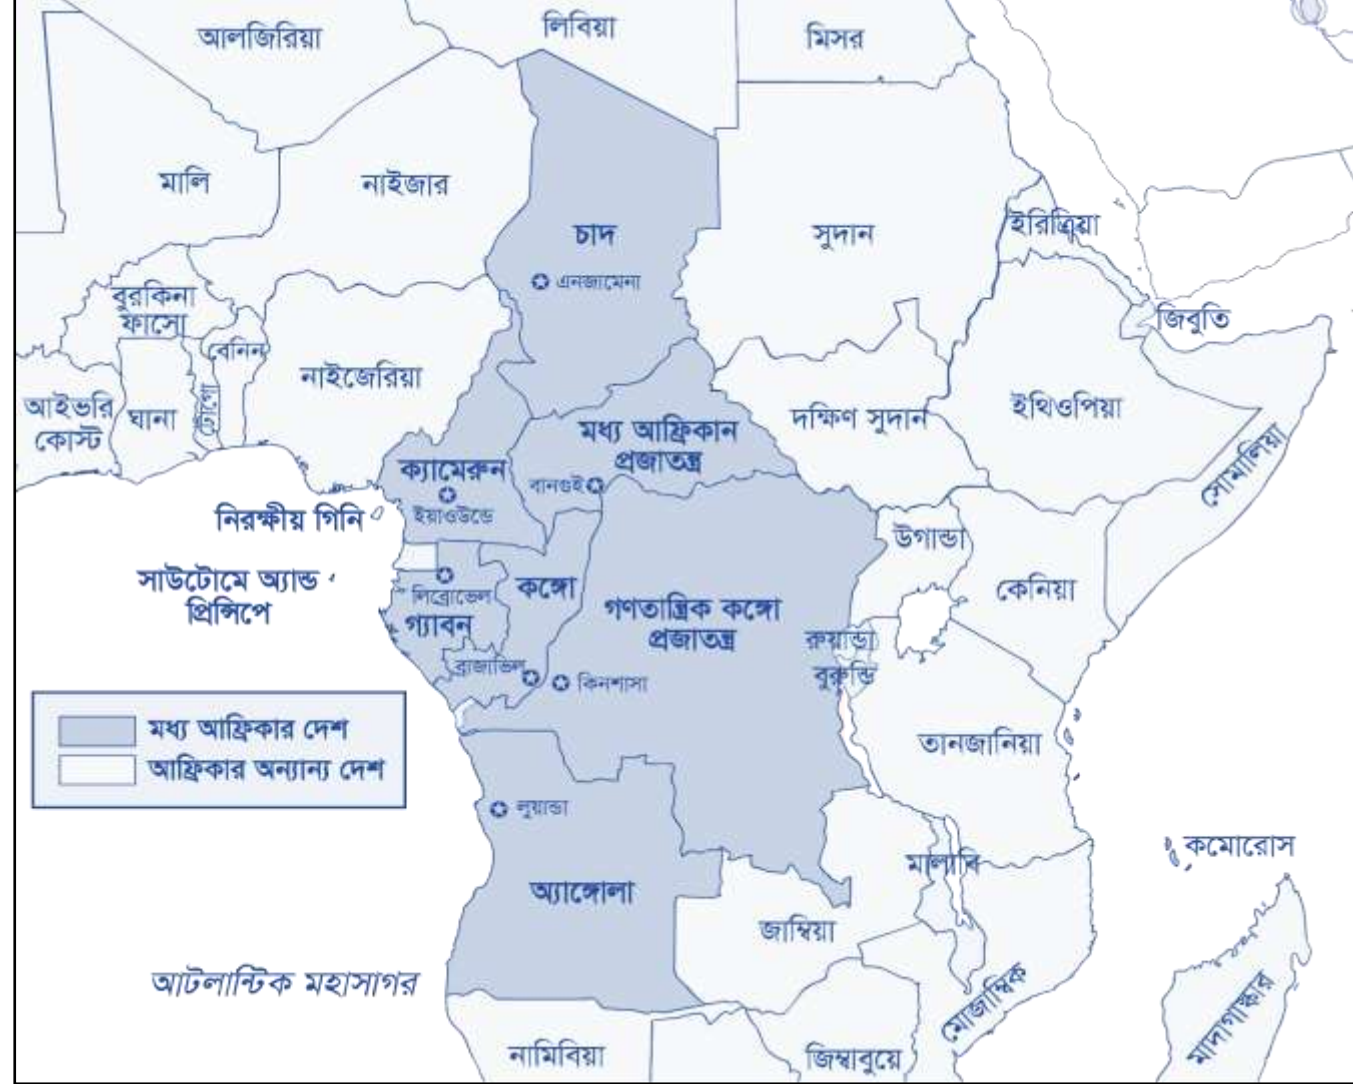 আলজিরিয়া
লিবিয়া
মিসর
মালি
নাইজার
চাদ
সুদান
ইরিত্রিয়া
এনজামেনা
বুরকিনা
ফাসো
জিবুতি
বেনিন
নাইজেরিয়া
আইভরি
কোস্ট
ঘানা
টোগো
মধ্য আফ্রিকান
প্রজাতন্ত্র
দক্ষিণ সুদান
ইথিওপিয়া
সোমালিয়া
ক্যামেরুন
বানগুই
ইয়াওউন্ডে
নিরক্ষীয় গিনি
উগান্ডা
সাউটোমে অ্যান্ড
প্রিন্সিপে
লিব্রোভেল
গ্যাবন
কঙ্গো
গণতান্ত্রিক কঙ্গো
প্রজাতন্ত্র
কেনিয়া
রুয়ান্ডা
বুরুন্ডি
ব্রাজাভিল
কিনশাসা
মধ্য আফ্রিকার দেশ
আফ্রিকার অন্যান্য দেশ
তানজানিয়া
লুয়ান্ডা
কমোরোস
মালাবি
অ্যাঙ্গোলা
জাম্বিয়া
আটলান্টিক মহাসাগর
মোজাম্বিক
মাদাগাস্কার
নামিবিয়া
জিম্বাবুয়ে